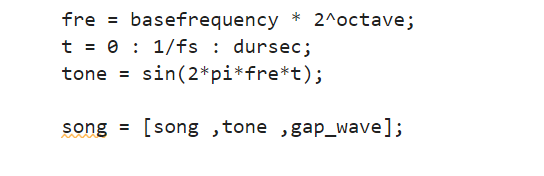 fre = basefrequency * 2^octave;
t = 0 : 1/fs : dursec;
tone = sin(2*pi*fre*t);
song = [song ,tone ,gap_wave];